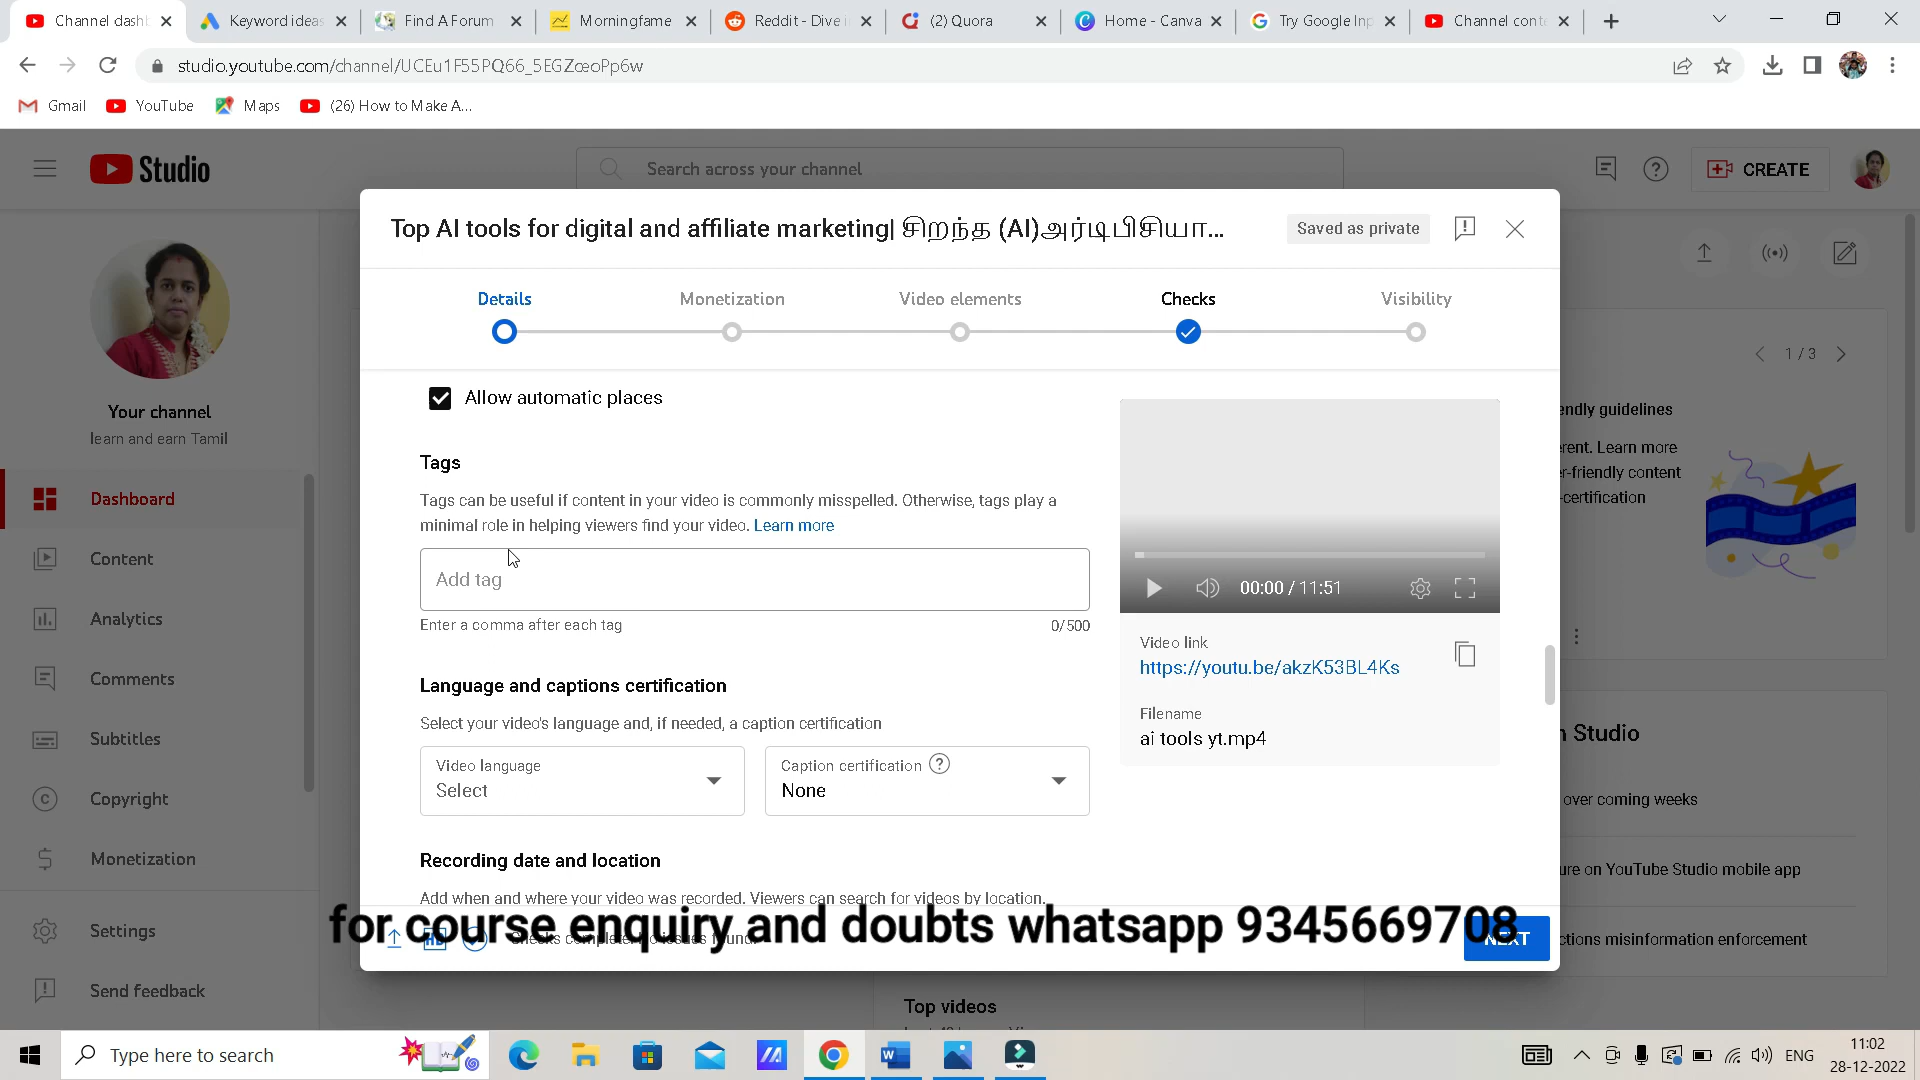 Channel dashb
Keyword ideas
Find A Forum
Morningfame
Reddit - Dive i
(2) Quora
Home - Canva
Try Google Inp
Channel cont
studio.youtube.com/channel/UCEu1F55PQ66_5EGZœoPp6w
Gmail
YouTube
Maps
(26) How to Make A...
Studio
Search across your channel
CREATE
Top AI tools for digital and affiliate marketing| சிறந்த (AI)அர்டிபிசியா...
Saved as private
Details
Monetization
Video elements
Checks
Visibility
1 / 3
Your channel
learn and earn Tamil
Dashboard
Content
Analytics
Comments
Subtitles
Copyright
Monetization
Settings
Send feedback
Allow automatic places
Tags
Tags can be useful if content in your video is commonly misspelled. Otherwise, tags play a
minimal role in helping viewers find your video. Learn more
Add tag
Enter a comma after each tag
0/500
Language and captions certification
Select your video's language and, if needed, a caption certification
Video language
Select
Caption certification
None
Recording date and location
Add when and where your video was recorded. Viewers can search for videos by location.
00:00 / 11:51
Video link
https://youtu.be/akzK53BL4Ks
Filename
ai tools yt.mp4
endly guidelines
erent. Learn more
r-friendly content
-certification
n Studio
over coming weeks
ure on YouTube Studio mobile app
ctions misinformation enforcement
Checks complete. No issues found.
NEXT
for course enquiry and doubts whatsapp 9345669708
Top videos
Type here to search
ENG
11:02
28-12-2022